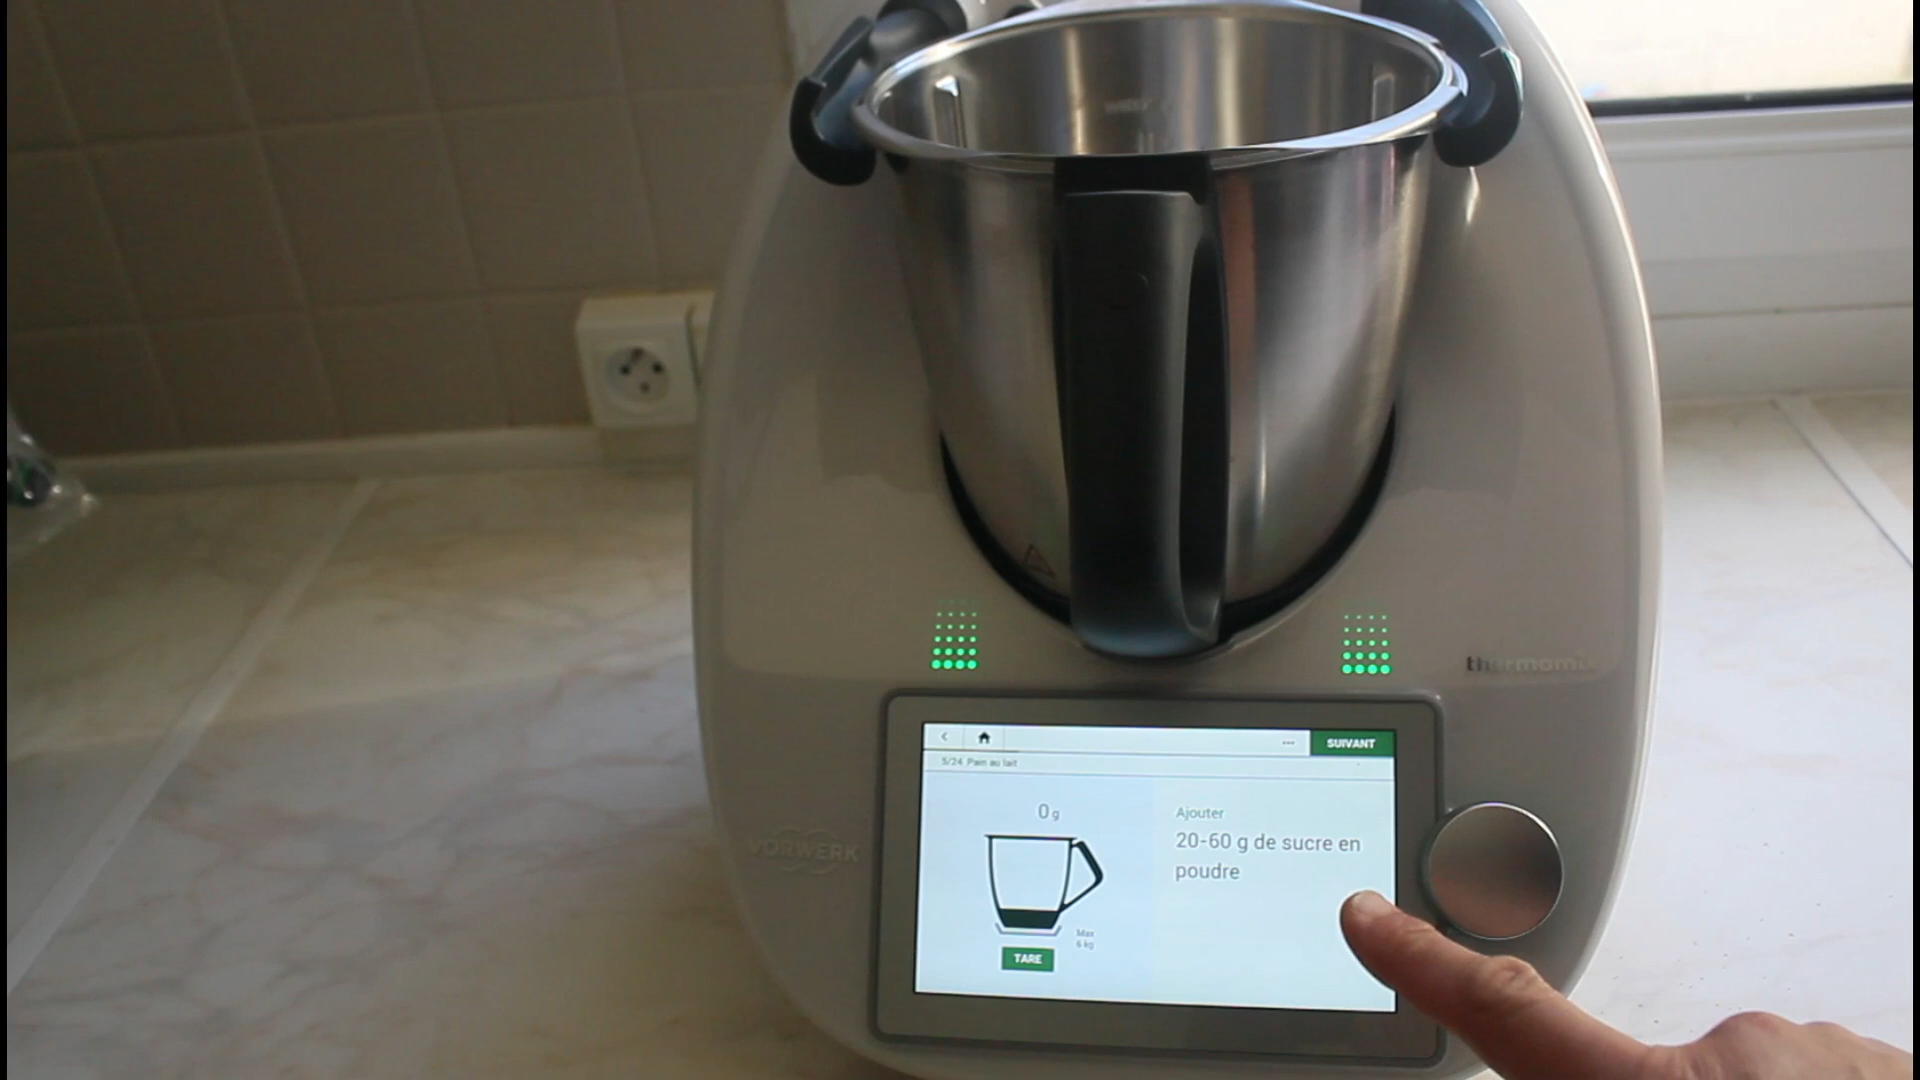 thermomix
SUIVANT
5/24 Pain au lait
0 g
Ajouter
20-60 g de sucre en
poudre
VORWERK
Max
6 kg
TARE